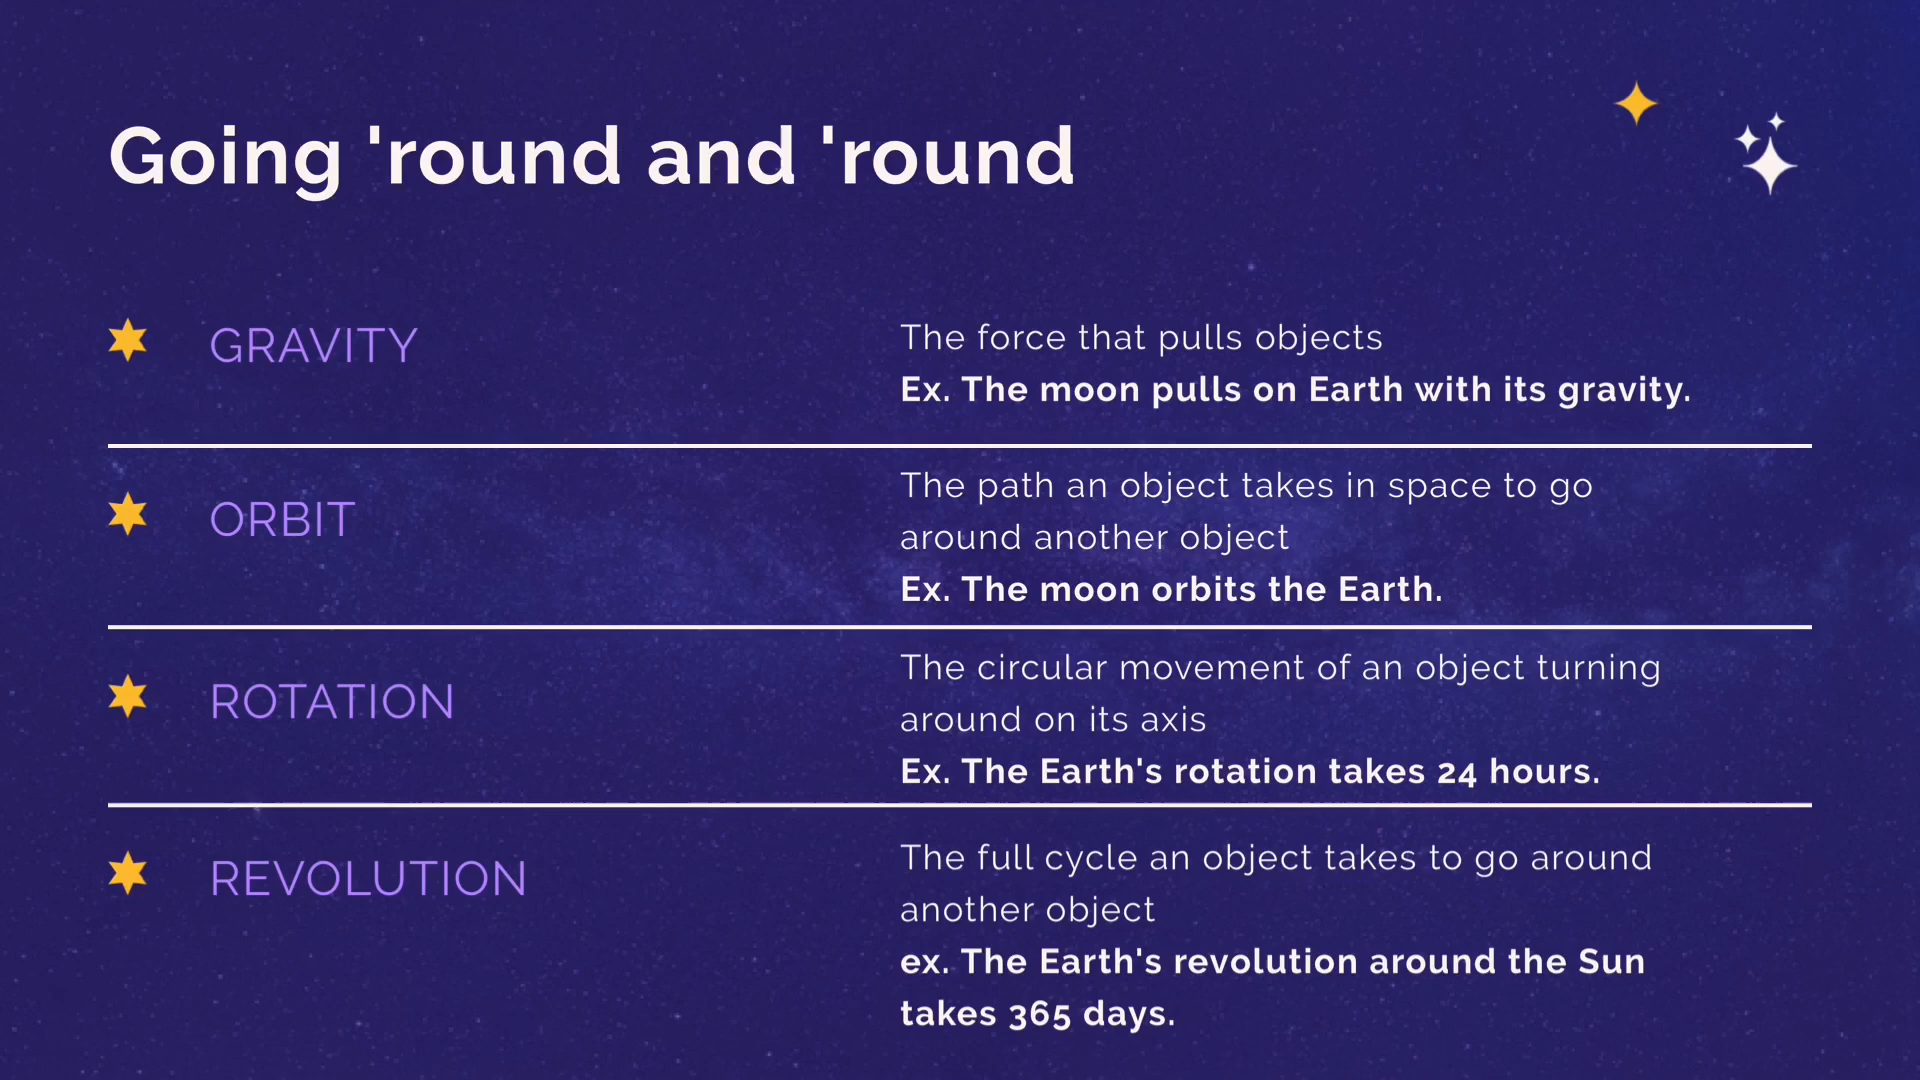 Going 'round and 'round
GRAVITY
The force that pulls objects
Ex. The moon pulls on Earth with its gravity.
ORBIT
The path an object takes in space to go
around another object
Ex. The moon orbits the Earth.
ROTATION
The circular movement of an object turning
around on its axis
Ex. The Earth's rotation takes 24 hours.
REVOLUTION
The full cycle an object takes to go around
another object
ex. The Earth's revolution around the Sun
takes 365 days.